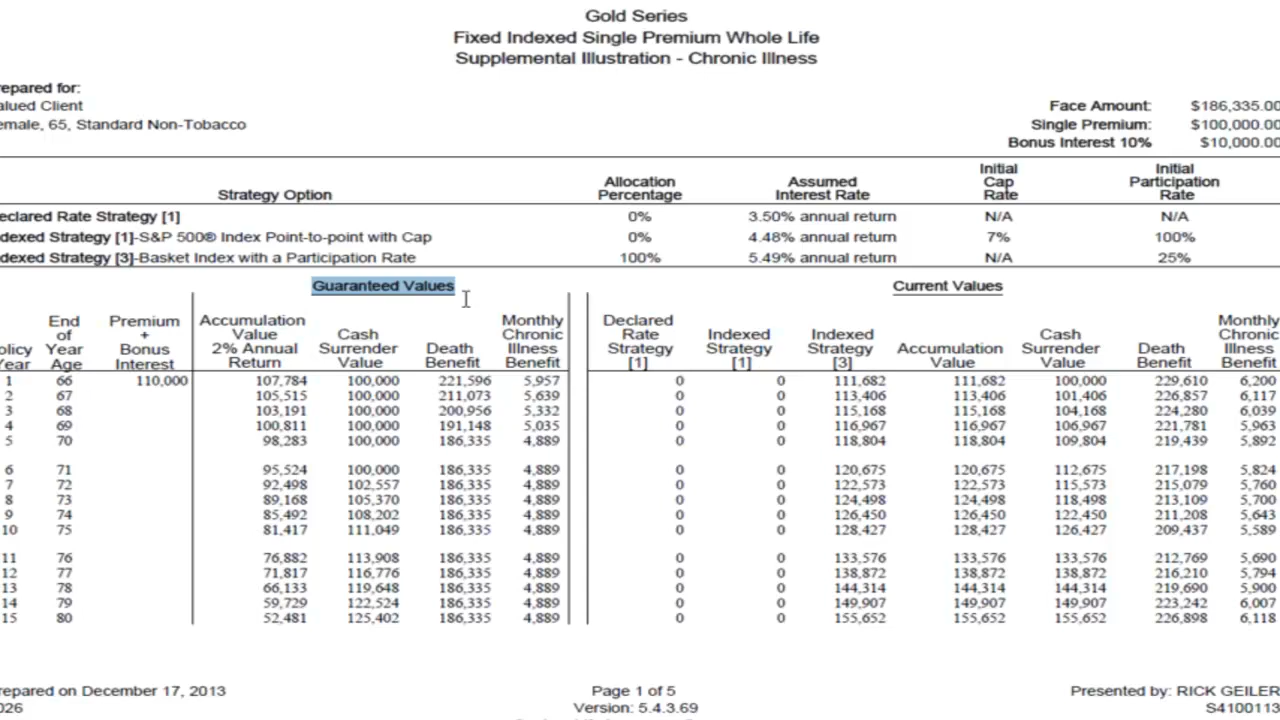 Gold Series
Fixed Indexed Single Premium Whole Life
Supplemental Illustration - Chronic Illness
repared for:
alued Client
emale, 65, Standard Non-Tobacco
Face Amount: $186,335.00
Single Premium: $100,000.00
Bonus Interest 10% $10,000.00
Strategy Option Allocation Percentage Assumed Interest Rate Initial Cap Rate Initial Participation Rate
eclared Rate Strategy [1] 0% 3.50% annual return N/A N/A
dexed Strategy [1]-S&P 500® Index Point-to-point with Cap 0% 4.48% annual return 7% 100%
dexed Strategy [3]-Basket Index with a Participation Rate 100% 5.49% annual return N/A 25%
Guaranteed Values Current Values
olicy Year End of Year Age Premium + Bonus Interest Accumulation Value 2% Annual Return Cash Surrender Value Death Benefit Monthly Chronic Illness Benefit Declared Rate Strategy [1] Indexed Strategy [1] Indexed Strategy [3] Accumulation Value Cash Surrender Value Death Benefit Monthly Chronic Illness Benefit
1 66 110,000 107,784 100,000 221,596 5,957 0 0 111,682 111,682 100,000 229,610 6,200
2 67 105,515 100,000 211,073 5,639 0 0 113,406 113,406 101,406 226,857 6,117
3 68 103,191 100,000 200,956 5,332 0 0 115,168 115,168 104,168 224,280 6,039
4 69 100,811 100,000 191,148 5,035 0 0 116,967 116,967 106,967 221,781 5,963
5 70 98,283 100,000 186,335 4,889 0 0 118,804 118,804 109,804 219,439 5,892
6 71 95,524 100,000 186,335 4,889 0 0 120,675 120,675 112,675 217,198 5,824
7 72 92,498 102,557 186,335 4,889 0 0 122,573 122,573 115,573 215,079 5,760
8 73 89,168 105,370 186,335 4,889 0 0 124,498 124,498 118,498 213,109 5,700
9 74 85,492 108,202 186,335 4,889 0 0 126,450 126,450 122,450 211,208 5,643
10 75 81,417 111,049 186,335 4,889 0 0 128,427 128,427 126,427 209,437 5,589
11 76 76,882 113,908 186,335 4,889 0 0 133,576 133,576 133,576 212,769 5,690
12 77 71,817 116,776 186,335 4,889 0 0 138,872 138,872 138,872 216,210 5,794
13 78 66,133 119,648 186,335 4,889 0 0 144,314 144,314 144,314 219,690 5,900
14 79 59,729 122,524 186,335 4,889 0 0 149,907 149,907 149,907 223,242 6,007
15 80 52,481 125,402 186,335 4,889 0 0 155,652 155,652 155,652 226,898 6,118
repared on December 17, 2013 Page 1 of 5 Presented by: RICK GEILER
026 Version: 5.4.3.69 S4100113